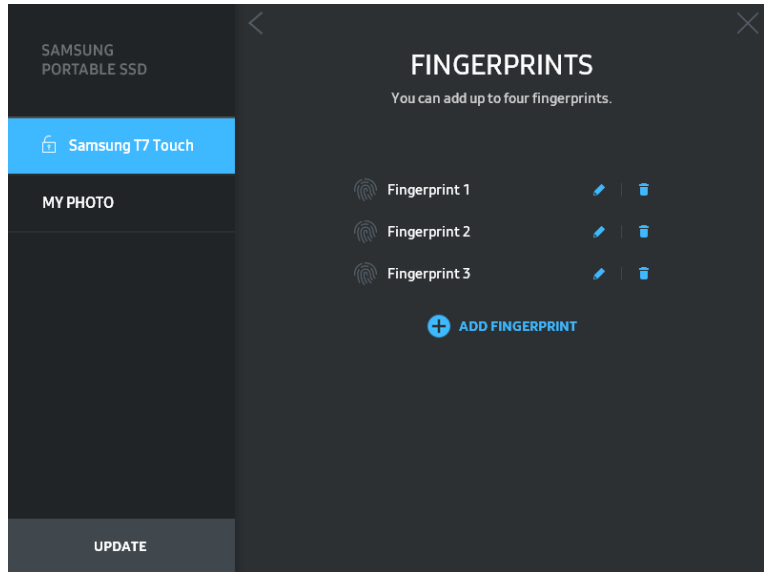 SAMSUNG
PORTABLE SSD
Samsung T7 Touch
MY PHOTO
UPDATE
FINGERPRINTS
You can add up to four fingerprints.
Fingerprint 1
Fingerprint 2
Fingerprint 3
ADD FINGERPRINT